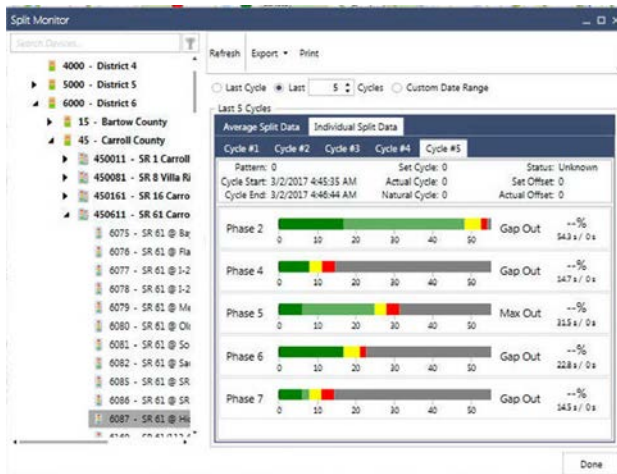 Split Monitor
Search Devices...
4000 - District 4
5000 - District 5
6000 - District 6
15 - Bartow County
45 - Carroll County
450011 - SR 1 Carroll
450081 - SR 8 Villa Ri
450161 - SR 16 Carro
450611 - SR 61 Carro
6075 - SR 61 @ Ba
6076 - SR 61 @ Fla
6077 - SR 61 @ I-2
6078 - SR 61 @ I-2
6079 - SR 61 @ Me
6080 - SR 61 @ Ol
6081 - SR 61 @ So
6082 - SR 61 @ Sa
6085 - SR 61 @ SR
6086 - SR 61 @ SR
6087 - SR 61 @ Hic
Refresh Export Print
Last Cycle Last 5 Cycles Custom Date Range
Last 5 Cycles
Average Split Data Individual Split Data
Cycle #1 Cycle #2 Cycle #3 Cycle #4 Cycle #5
Pattern: 0 Set Cycle: 0 Status: Unknown
Cycle Start: 3/2/2017 4:45:35 AM Actual Cycle: 0 Set Offset: 0
Cycle End: 3/2/2017 4:46:44 AM Natural Cycle: 0 Actual Offset: 0
Phase 2 Gap Out --%
0 10 20 30 40 50 54.3 s / 0 s
Phase 4 Gap Out --%
0 10 20 30 40 50 14.7 s / 0 s
Phase 5 Max Out --%
0 10 20 30 40 50 31.5 s / 0 s
Phase 6 Gap Out --%
0 10 20 30 40 50 22.8 s / 0 s
Phase 7 Gap Out --%
0 10 20 30 40 50 14.5 s / 0 s
Done